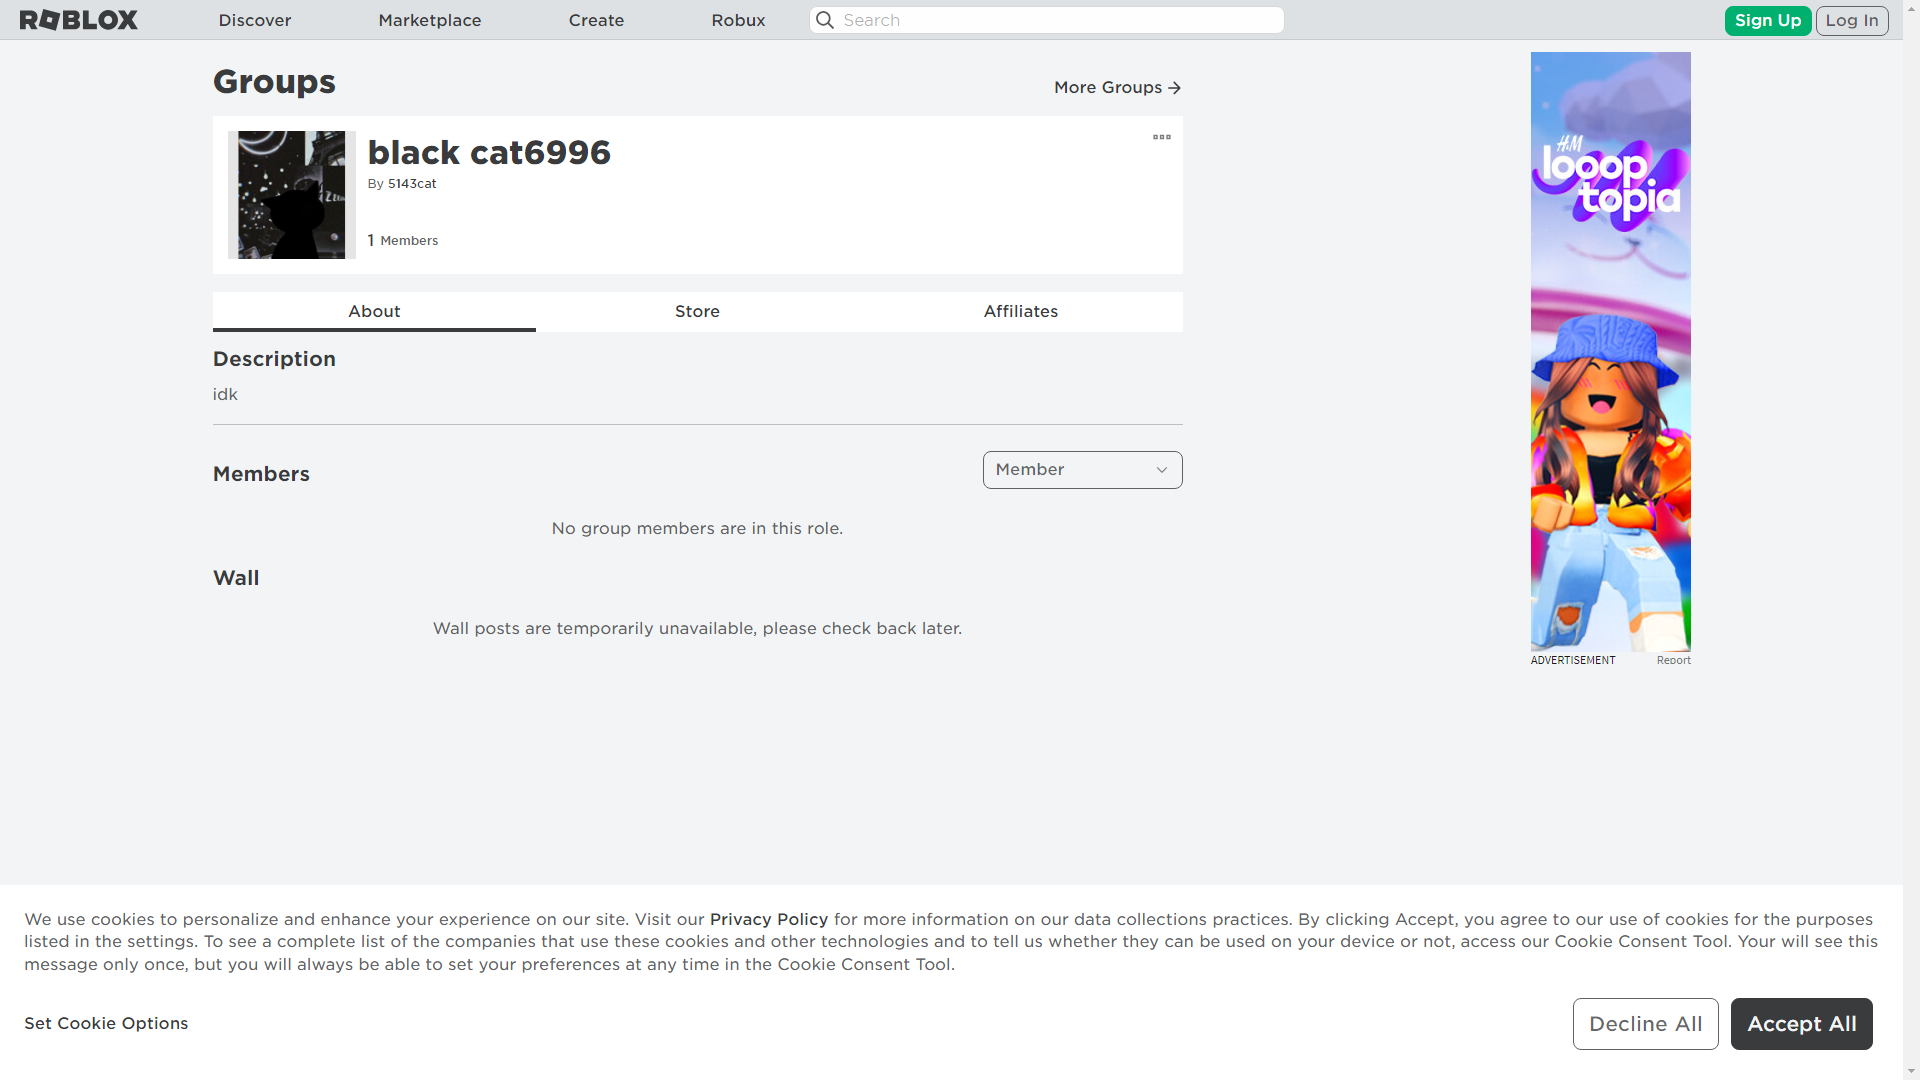 ROBLOX Discover Marketplace Create Robux Search Sign Up Log In
Groups
More Groups
black cat6996
By 5143cat
1 Members
About Store Affiliates
Description
idk
Members
Member
No group members are in this role.
Wall
Wall posts are temporarily unavailable, please check back later.
H&M
looop
topia
ADVERTISEMENT Report
We use cookies to personalize and enhance your experience on our site. Visit our Privacy Policy for more information on our data collections practices. By clicking Accept, you agree to our use of cookies for the purposes
listed in the settings. To see a complete list of the companies that use these cookies and other technologies and to tell us whether they can be used on your device or not, access our Cookie Consent Tool. Your will see this
message only once, but you will always be able to set your preferences at any time in the Cookie Consent Tool.
Set Cookie Options
Decline All
Accept All